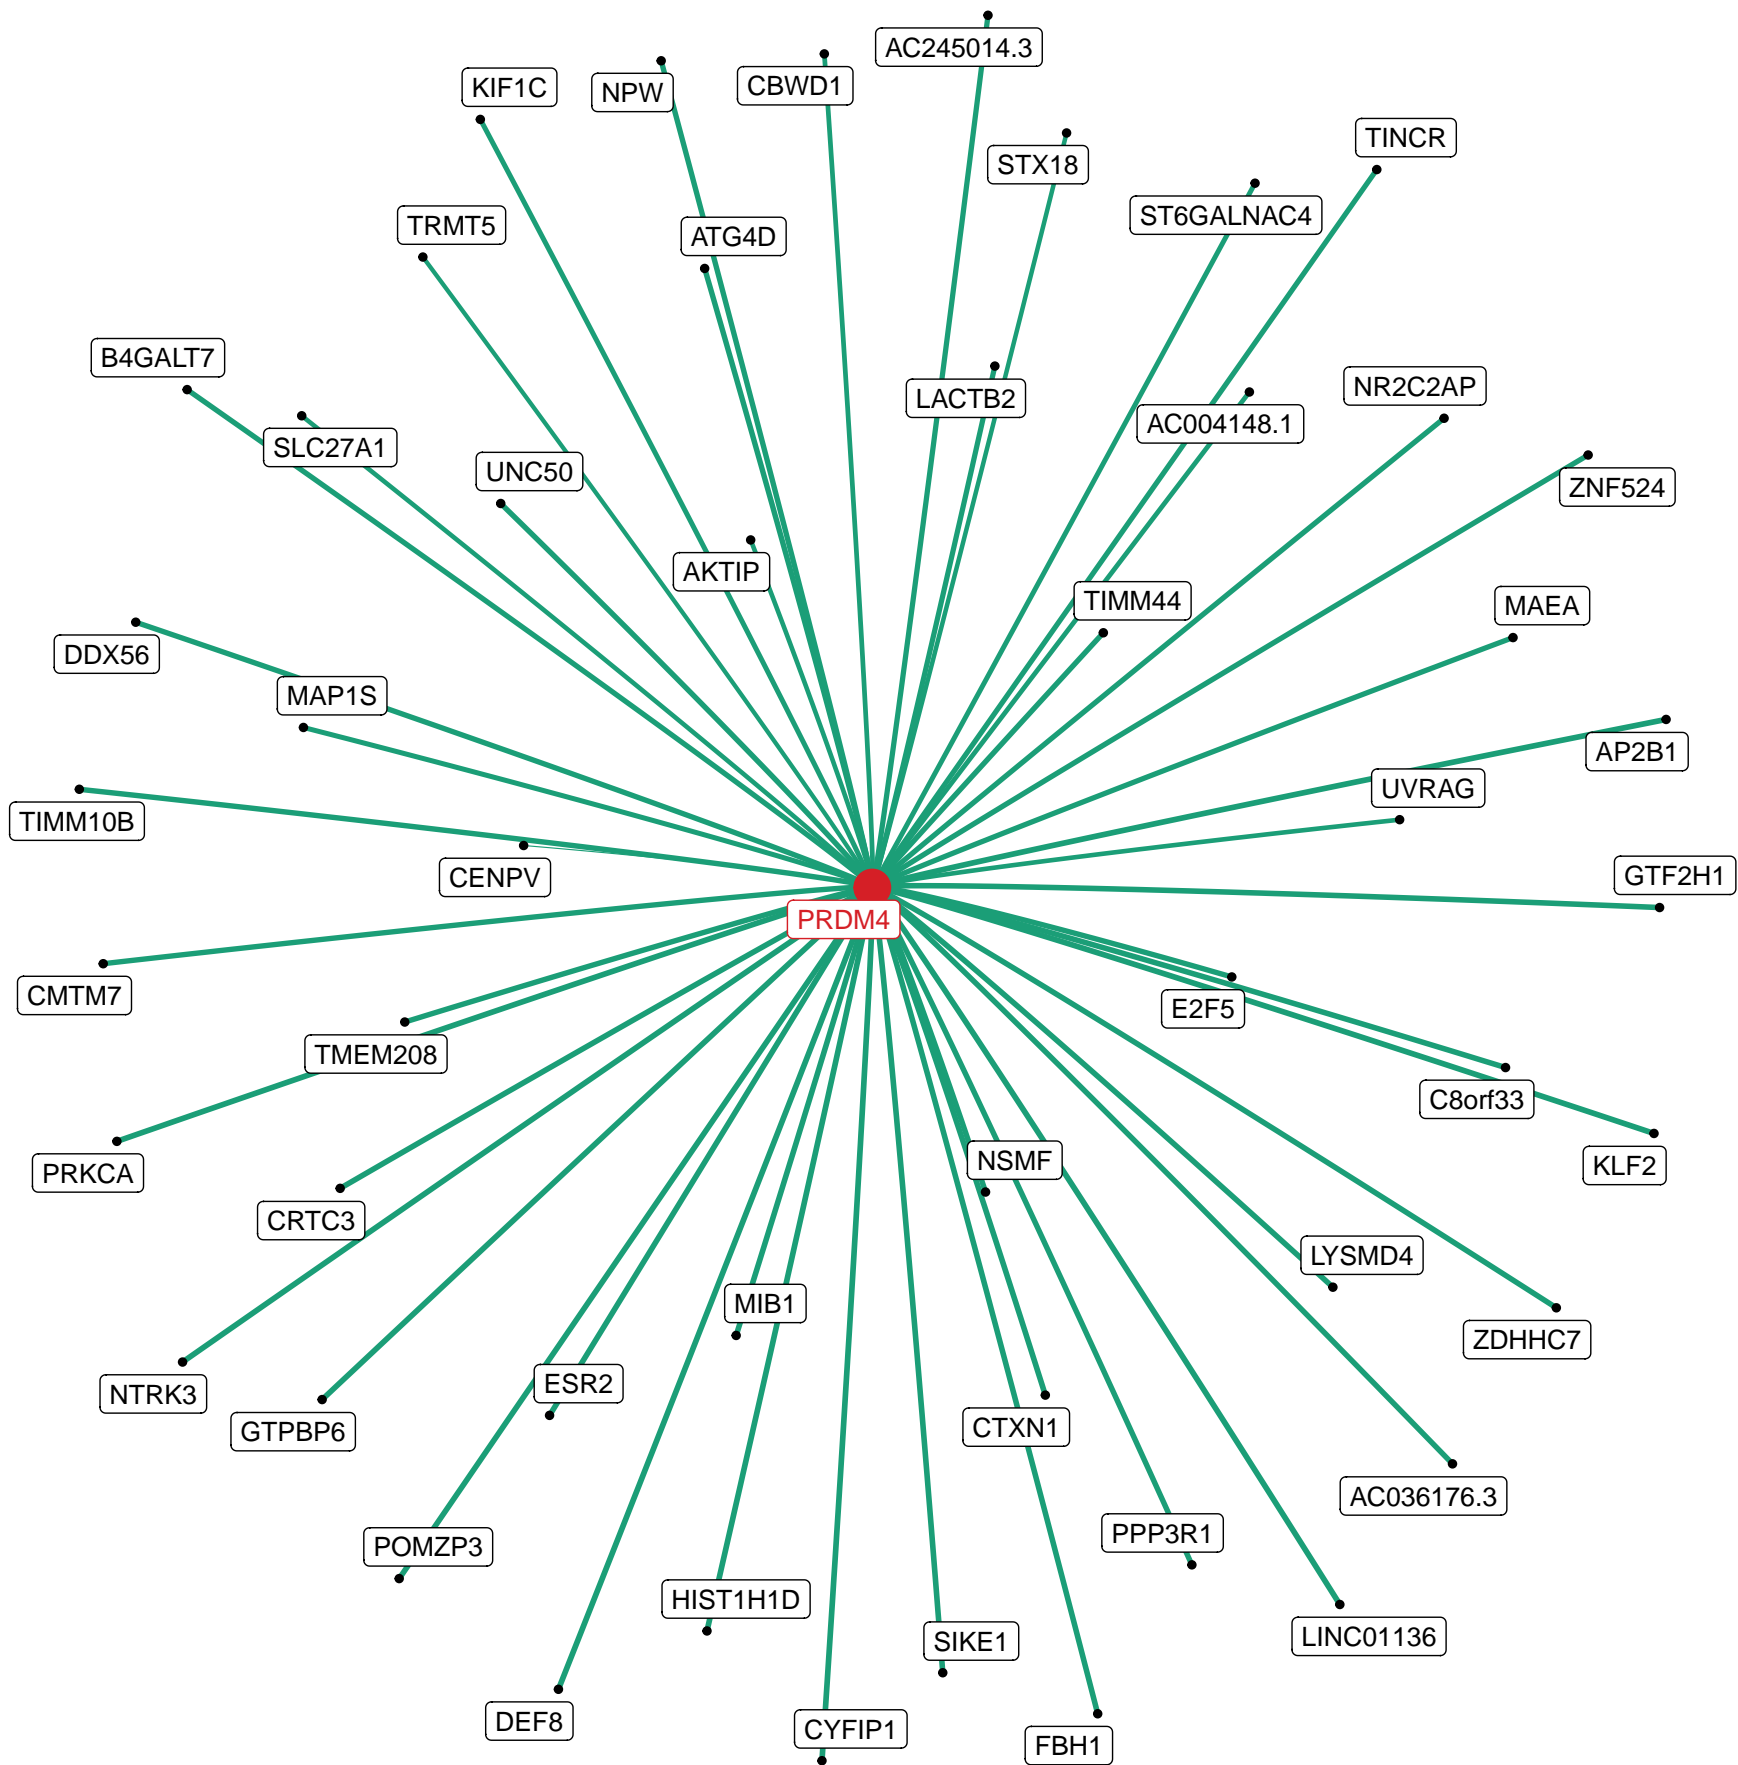 AC245014.3
KIF1C
NPW
CBWD1
TINCR
STX18
ST6GALNAC4
TRMT5
ATG4D
B4GALT7
NR2C2AP
LACTB2
AC004148.1
SLC27A1
UNC50
ZNF524
AKTIP
TIMM44
MAEA
DDX56
MAP1S
AP2B1
UVRAG
TIMM10B
CENPV
GTF2H1
PRDM4
CMTM7
E2F5
TMEM208
C8orf33
NSMF
KLF2
PRKCA
CRTC3
LYSMD4
MIB1
ZDHHC7
ESR2
NTRK3
CTXN1
GTPBP6
AC036176.3
PPP3R1
POMZP3
HIST1H1D
LINC01136
SIKE1
DEF8
CYFIP1
FBH1